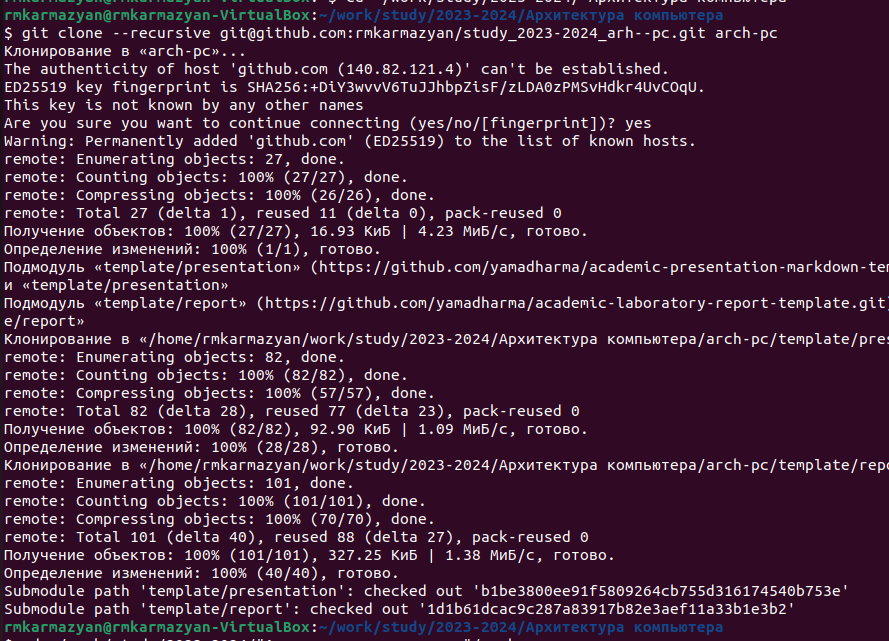 rmkarmazyan@rmkarmazyan-VirtualBox:~/work/study/2023-2024/Архитектура компьютера
$ git clone --recursive git@github.com:rmkarmazyan/study_2023-2024_arh--pc.git arch-pc
Клонирование в «arch-pc»...
The authenticity of host 'github.com (140.82.121.4)' can't be established.
ED25519 key fingerprint is SHA256:+DiY3wvvV6TuJJhbpZisF/zLDA0zPMSvHdkr4UvCOqU.
This key is not known by any other names
Are you sure you want to continue connecting (yes/no/[fingerprint])? yes
Warning: Permanently added 'github.com' (ED25519) to the list of known hosts.
remote: Enumerating objects: 27, done.
remote: Counting objects: 100% (27/27), done.
remote: Compressing objects: 100% (26/26), done.
remote: Total 27 (delta 1), reused 11 (delta 0), pack-reused 0
Получение объектов: 100% (27/27), 16.93 КиБ | 4.23 МиБ/с, готово.
Определение изменений: 100% (1/1), готово.
Подмодуль «template/presentation» (https://github.com/yamadharma/academic-presentation-markdown-tem
и «template/presentation»
Подмодуль «template/report» (https://github.com/yamadharma/academic-laboratory-report-template.git)
e/report»
Клонирование в «/home/rmkarmazyan/work/study/2023-2024/Архитектура компьютера/arch-pc/template/pres
remote: Enumerating objects: 82, done.
remote: Counting objects: 100% (82/82), done.
remote: Compressing objects: 100% (57/57), done.
remote: Total 82 (delta 28), reused 77 (delta 23), pack-reused 0
Получение объектов: 100% (82/82), 92.90 КиБ | 1.09 МиБ/с, готово.
Определение изменений: 100% (28/28), готово.
Клонирование в «/home/rmkarmazyan/work/study/2023-2024/Архитектура компьютера/arch-pc/template/repo
remote: Enumerating objects: 101, done.
remote: Counting objects: 100% (101/101), done.
remote: Compressing objects: 100% (70/70), done.
remote: Total 101 (delta 40), reused 88 (delta 27), pack-reused 0
Получение объектов: 100% (101/101), 327.25 КиБ | 1.38 МиБ/с, готово.
Определение изменений: 100% (40/40), готово.
Submodule path 'template/presentation': checked out 'b1be3800ee91f5809264cb755d316174540b753e'
Submodule path 'template/report': checked out '1d1b61dcac9c287a83917b82e3aef11a33b1e3b2'
rmkarmazyan@rmkarmazyan-VirtualBox:~/work/study/2023-2024/Архитектура компьютера